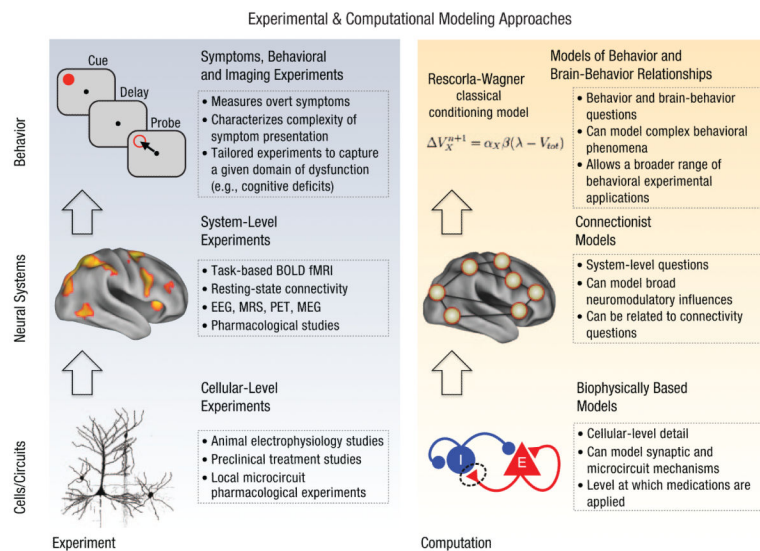 Experimental & Computational Modeling Approaches
Behavior
Cue
Delay
Probe
Symptoms, Behavioral
and Imaging Experiments
• Measures overt symptoms
• Characterizes complexity of
symptom presentation
• Tailored experiments to capture
a given domain of dysfunction
(e.g., cognitive deficits)
Rescorla-Wagner
classical
conditioning model
ΔV_X^{n+1} = α_X β(λ − V_{tot})
Models of Behavior and
Brain-Behavior Relationships
• Behavior and brain-behavior
questions
• Can model complex behavioral
phenomena
• Allows a broader range of
behavioral experimental
applications
Neural Systems
System-Level
Experiments
• Task-based BOLD fMRI
• Resting-state connectivity
• EEG, MRS, PET, MEG
• Pharmacological studies
Connectionist
Models
• System-level questions
• Can model broad
neuromodulatory influences
• Can be related to connectivity
questions
Cells/Circuits
Cellular-Level
Experiments
• Animal electrophysiology studies
• Preclinical treatment studies
• Local microcircuit
pharmacological experiments
I
E
Biophysically Based
Models
• Cellular-level detail
• Can model synaptic and
microcircuit mechanisms
• Level at which medications are
applied
Experiment
Computation